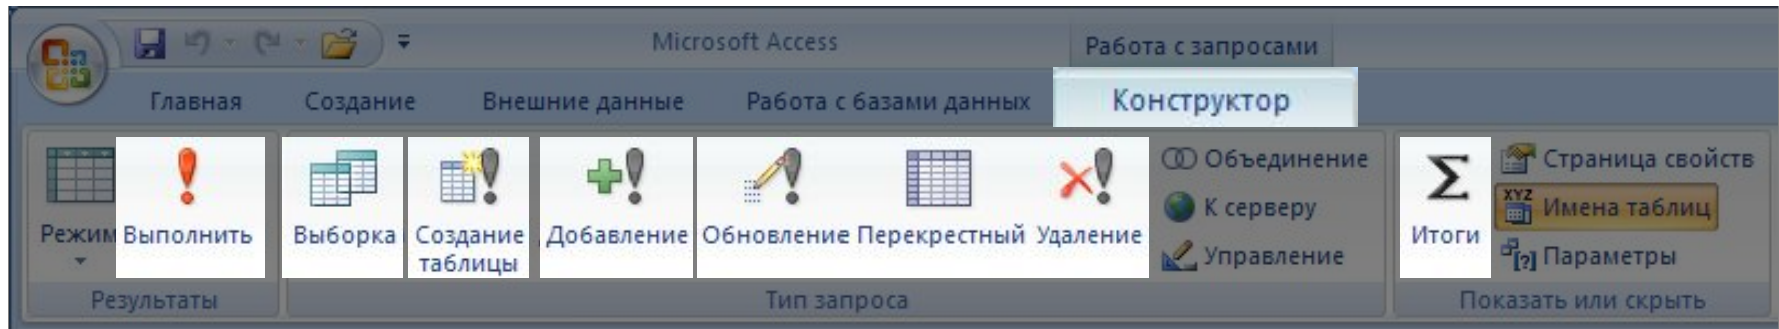 Microsoft Access
Работа с запросами
Главная
Создание
Внешние данные
Работа с базами данных
Конструктор
Режим
Выполнить
Выборка
Создание
таблицы
Добавление
Обновление
Перекрестный
Удаление
Объединение
К серверу
Управление
Итоги
Страница свойств
XYZ
Имена таблиц
[?]
Параметры
Результаты
Тип запроса
Показать или скрыть